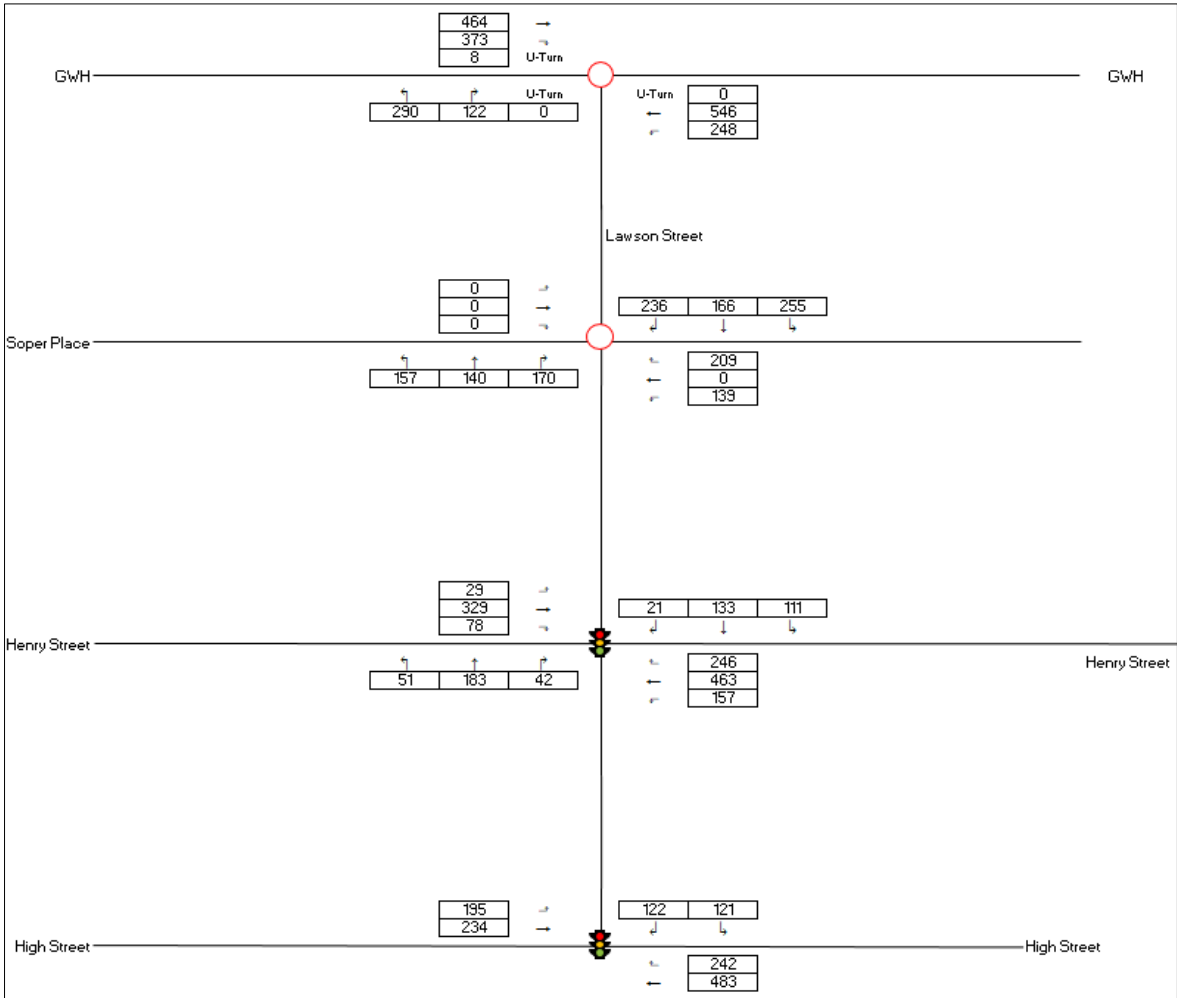 464 →
373 ↴
8 U-Turn
GWH GWH
↰ ↱ U-Turn
290 122 0
U-Turn 0
← 546
↰ 248
Lawson Street
0
0 →
0
236 166 255
↲ ↓ ↳
Soper Place
↰ ↑ ↱
157 140 170
209
← 0
139
29
329 →
78
21 133 111
↲ ↓ ↳
Henry Street
Henry Street
↰ ↑ ↱
51 183 42
246
← 463
157
195
234 →
122 121
↲ ↳
High Street High Street
242
← 483